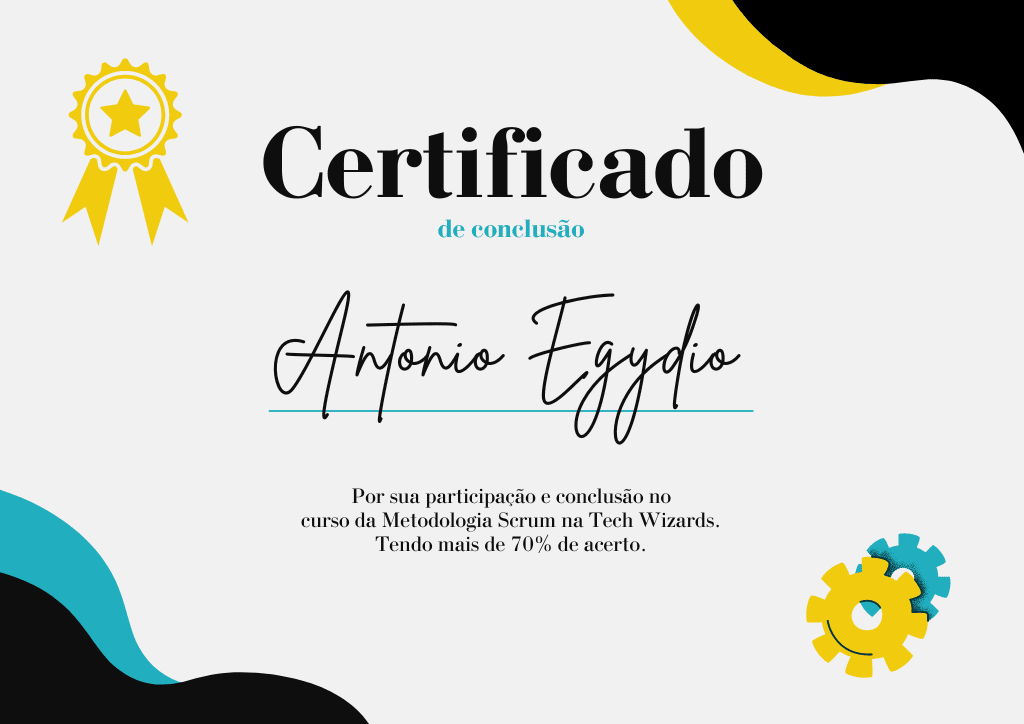 Certificado
de conclusão
Antonio Egydio
Por sua participação e conclusão no
curso da Metodologia Scrum na Tech Wizards.
Tendo mais de 70% de acerto.